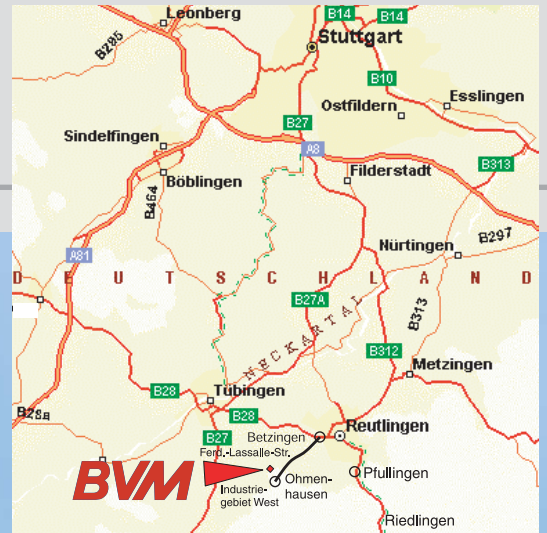 Leonberg
B14
B14
Stuttgart
B295
B10
Esslingen
Ostfildern
B27
Sindelfingen
A8
B313
Filderstadt
Böblingen
B464
B297
Nürtingen
A81
DEUTSCHLAND
B27A
NECKARTAL
B313
B312
Metzingen
B28
Tübingen
B28a
B28
Reutlingen
B27
Betzingen
Ferd.-Lassalle-Str.
BVM
Industrie-
gebiet West
Ohmen-
hausen
Pfullingen
Riedlingen